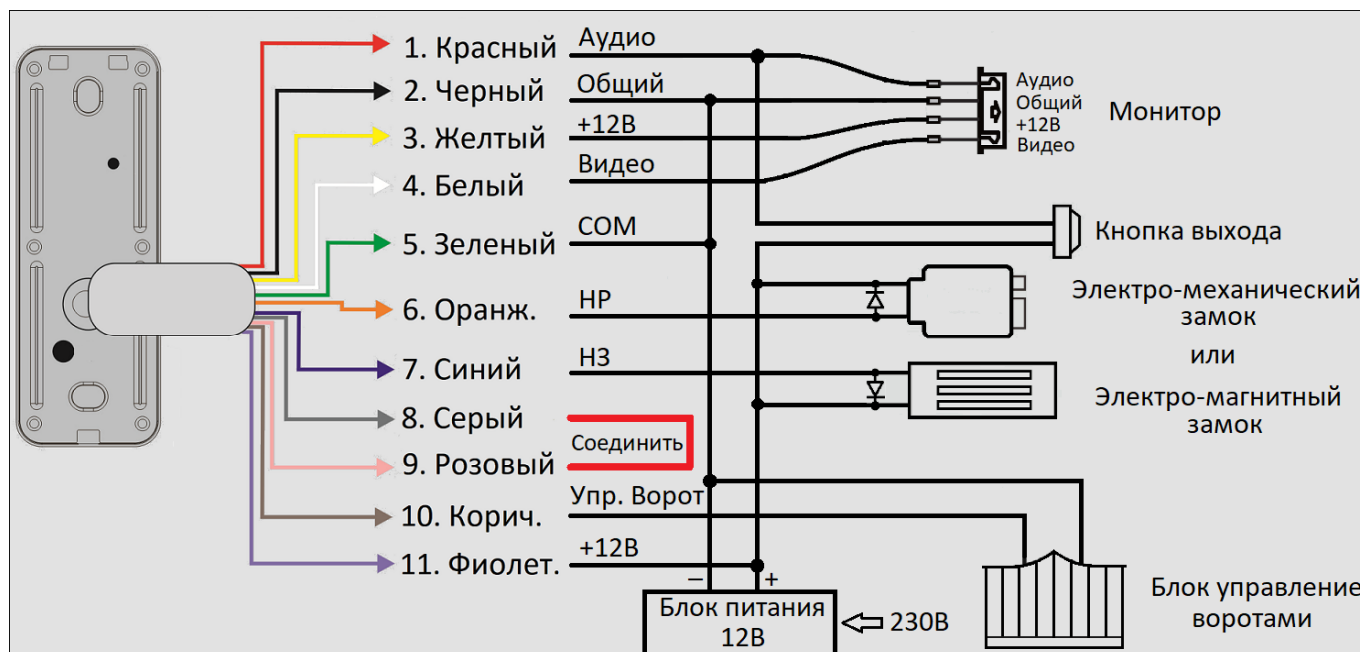 1. Красный
Аудио
2. Черный
Общий
3. Желтый
+12В
4. Белый
Видео
Аудио
Общий
+12В
Видео
Монитор
5. Зеленый
COM
Кнопка выхода
6. Оранж.
НР
Электро-механический
замок
или
7. Синий
НЗ
Электро-магнитный
замок
8. Серый
Соединить
9. Розовый
10. Корич.
Упр. Ворот
11. Фиолет.
+12В
– +
Блок питания
12В
230В
Блок управление
воротами